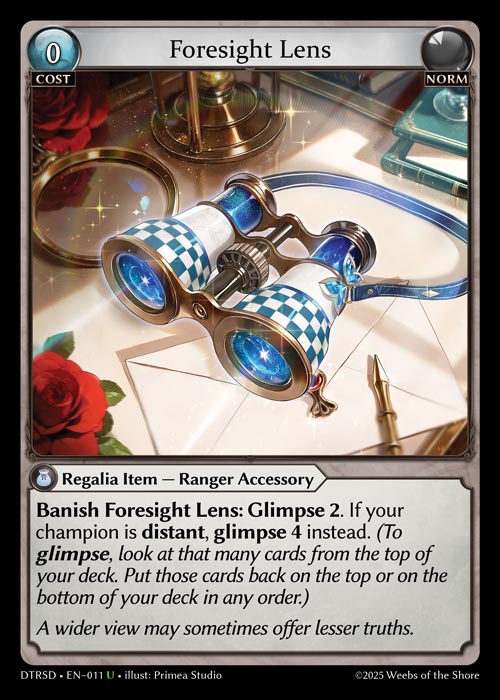 0
Foresight Lens
COST
NORM
Regalia Item — Ranger Accessory
Banish Foresight Lens: Glimpse 2. If your
champion is distant, glimpse 4 instead. (To
glimpse, look at that many cards from the top of
your deck. Put those cards back on the top or on the
bottom of your deck in any order.)
A wider view may sometimes offer lesser truths.
DTRSD • EN–011 U • illust: Primea Studio
©2025 Weebs of the Shore